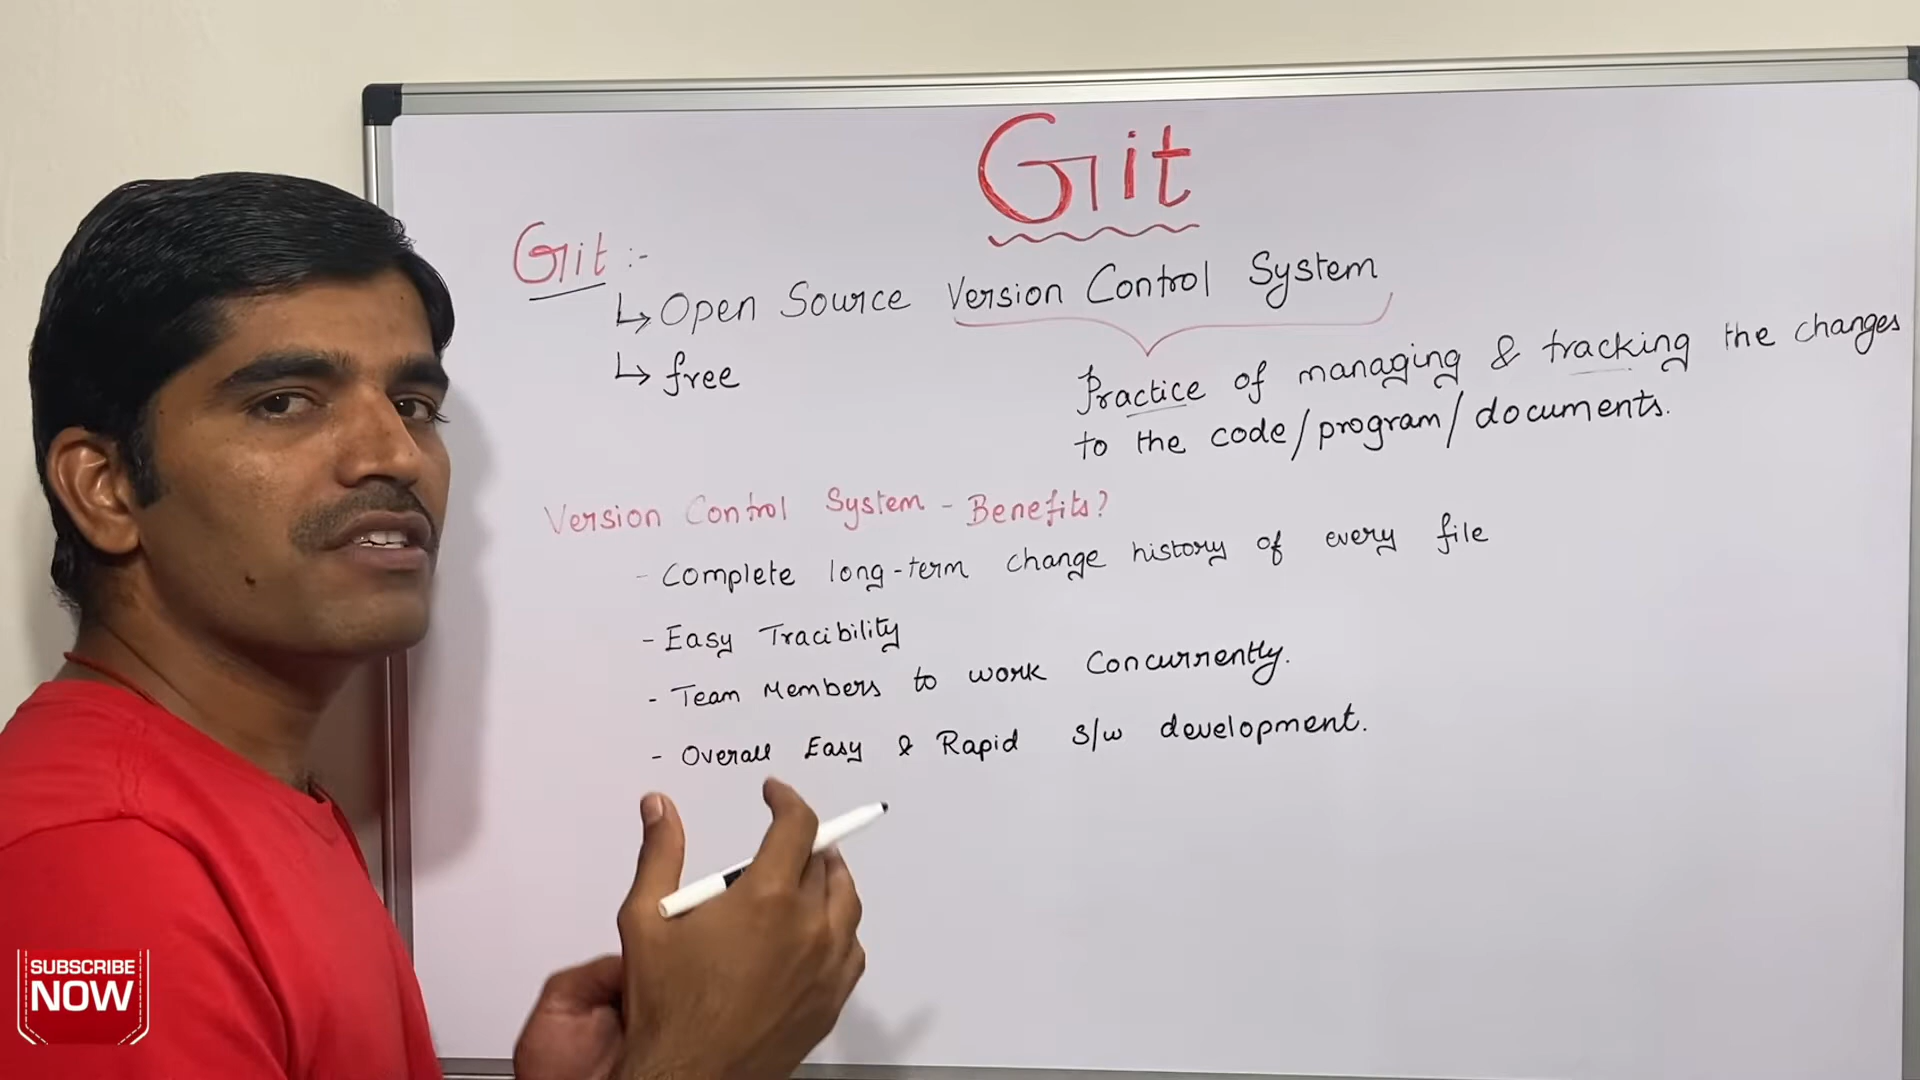 Git
Git :-
↳ Open Source Version Control System
↳ free
Practice of managing & tracking the changes
to the code/program/documents.
Version Control System - Benefits?
- Complete long-term change history of every file
- Easy Tracibility
- Team Members to work Concurrently.
- Overall Easy & Rapid s/w development.
SUBSCRIBE
NOW